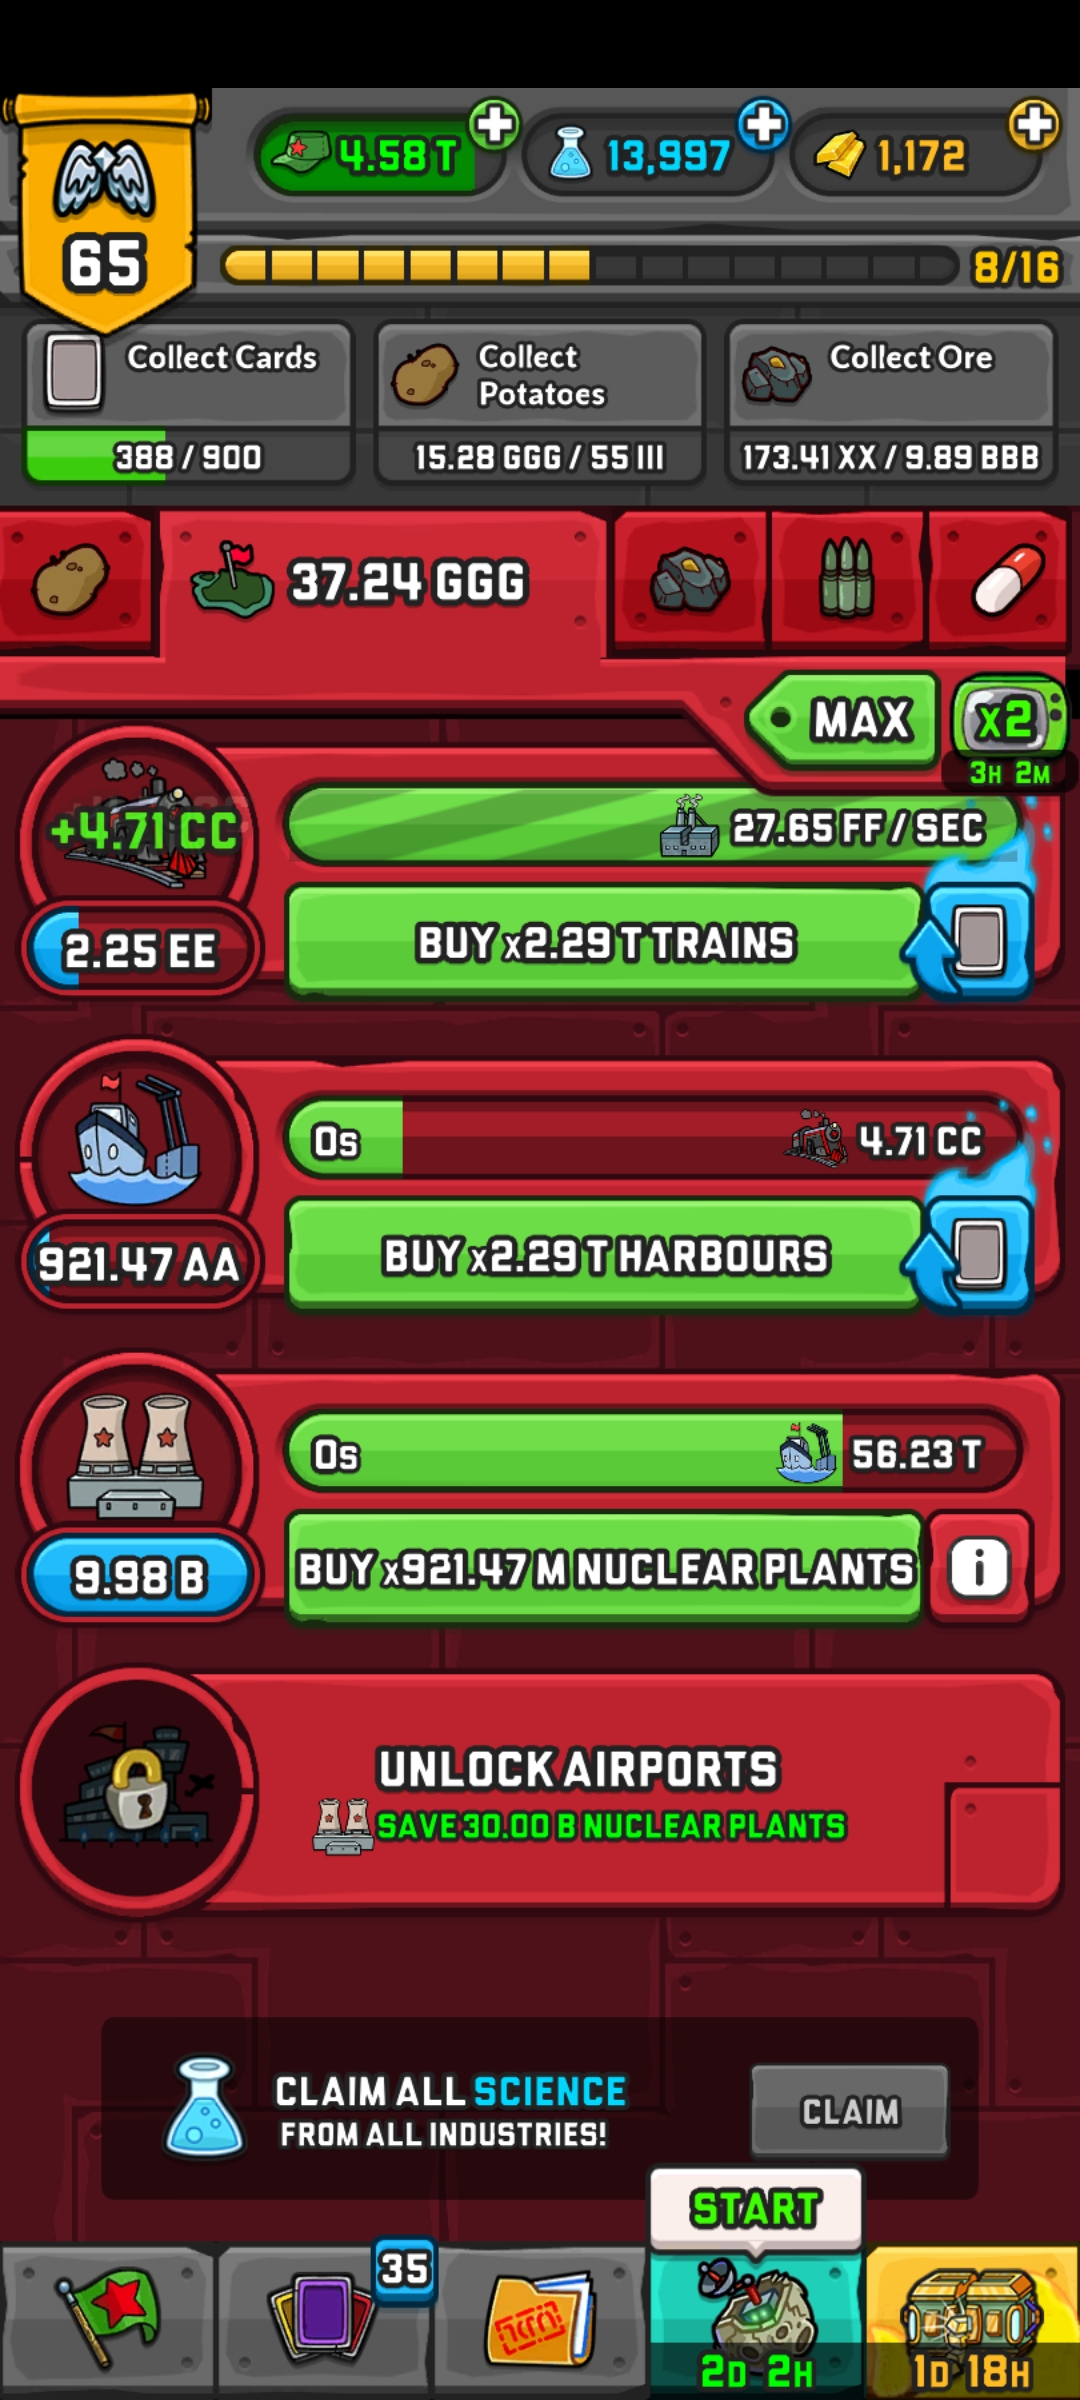 4.58 T
13,997
1,172
65
8/16
Collect Cards
388 / 900
Collect
Potatoes
15.28 GGG / 55 III
Collect Ore
173.41 XX / 9.89 BBB
37.24 GGG
MAX
x2
3H 2M
+4.71 CC
27.65 FF / SEC
2.25 EE
BUY x2.29 T TRAINS
0s
4.71 CC
921.47 AA
BUY x2.29 T HARBOURS
0s
56.23 T
9.98 B
BUY x921.47 M NUCLEAR PLANTS
i
UNLOCK AIRPORTS
SAVE 30.00 B NUCLEAR PLANTS
CLAIM ALL SCIENCE
FROM ALL INDUSTRIES!
CLAIM
START
35
2D 2H
1D 18H